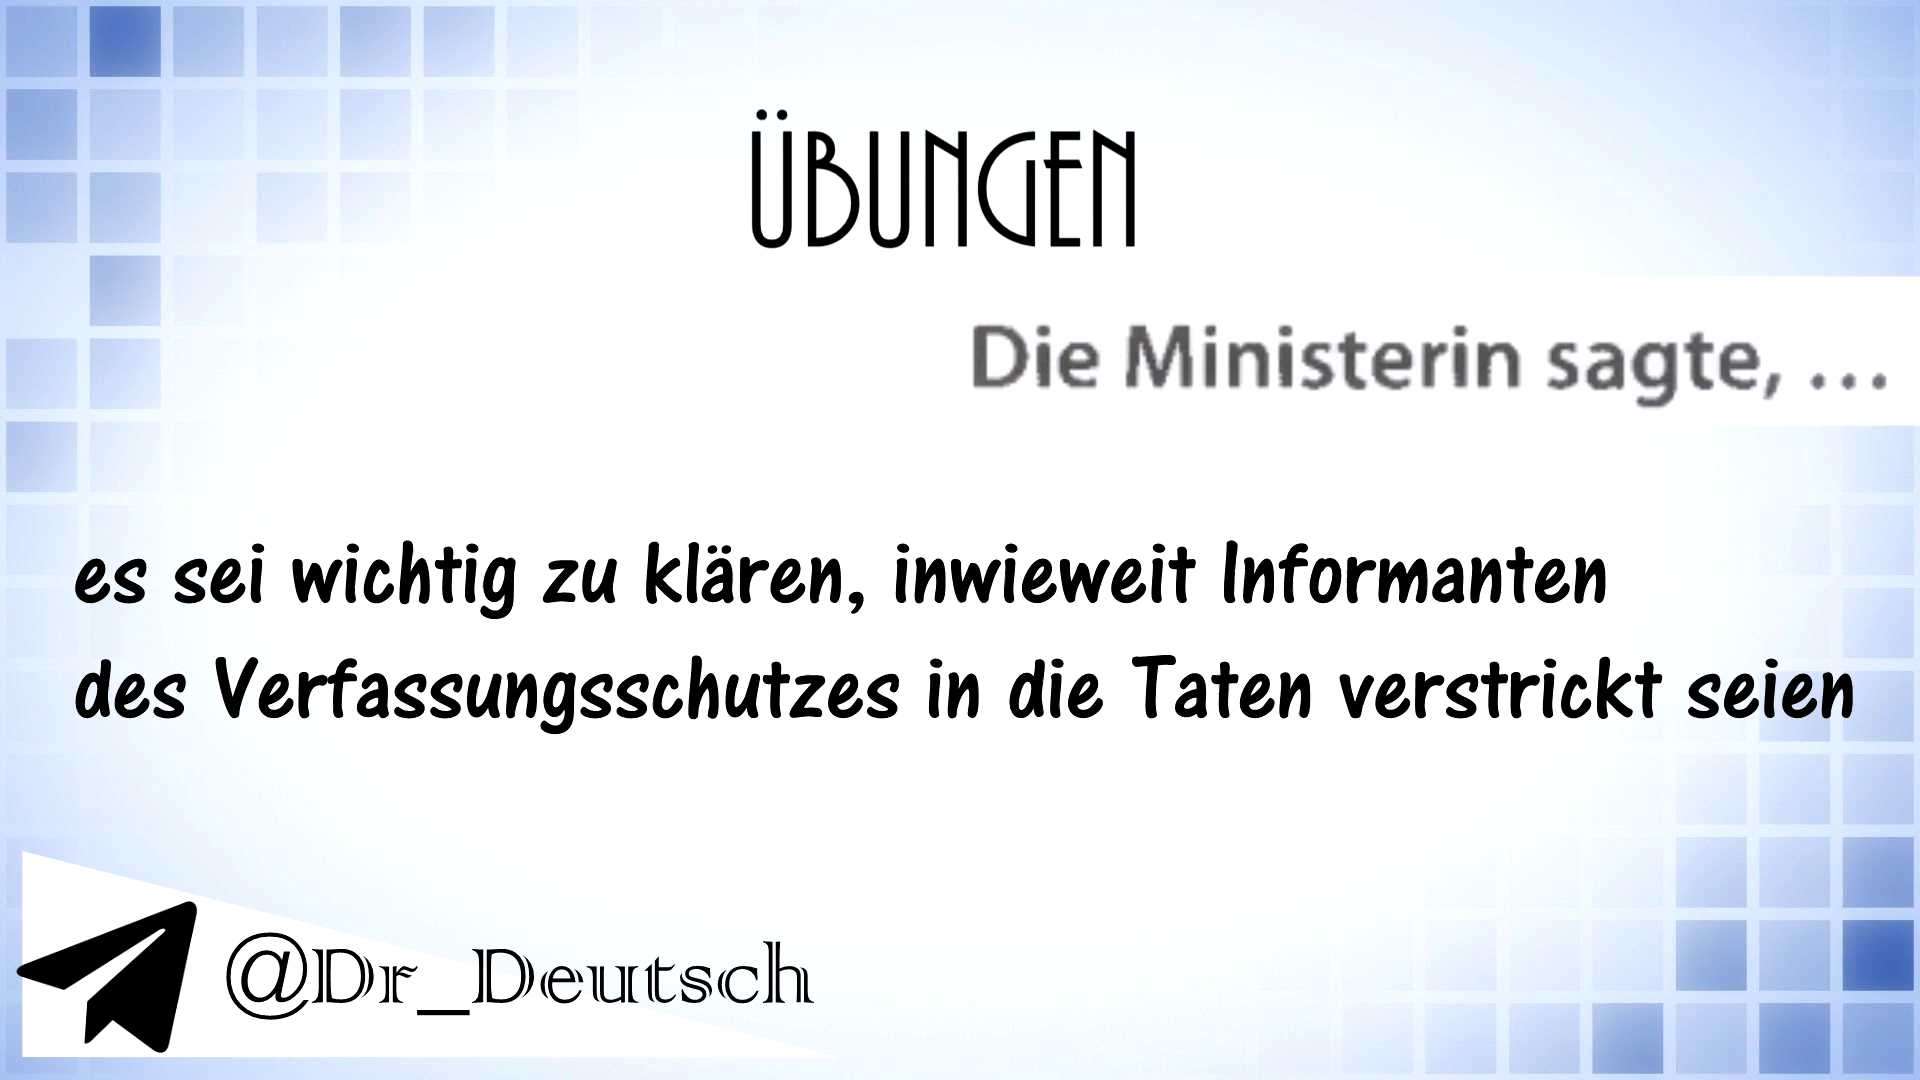 ÜBUNGEN
Die Ministerin sagte, ...
es sei wichtig zu klären, inwieweit Informanten
des Verfassungsschutzes in die Taten verstrickt seien
@Dr_Deutsch